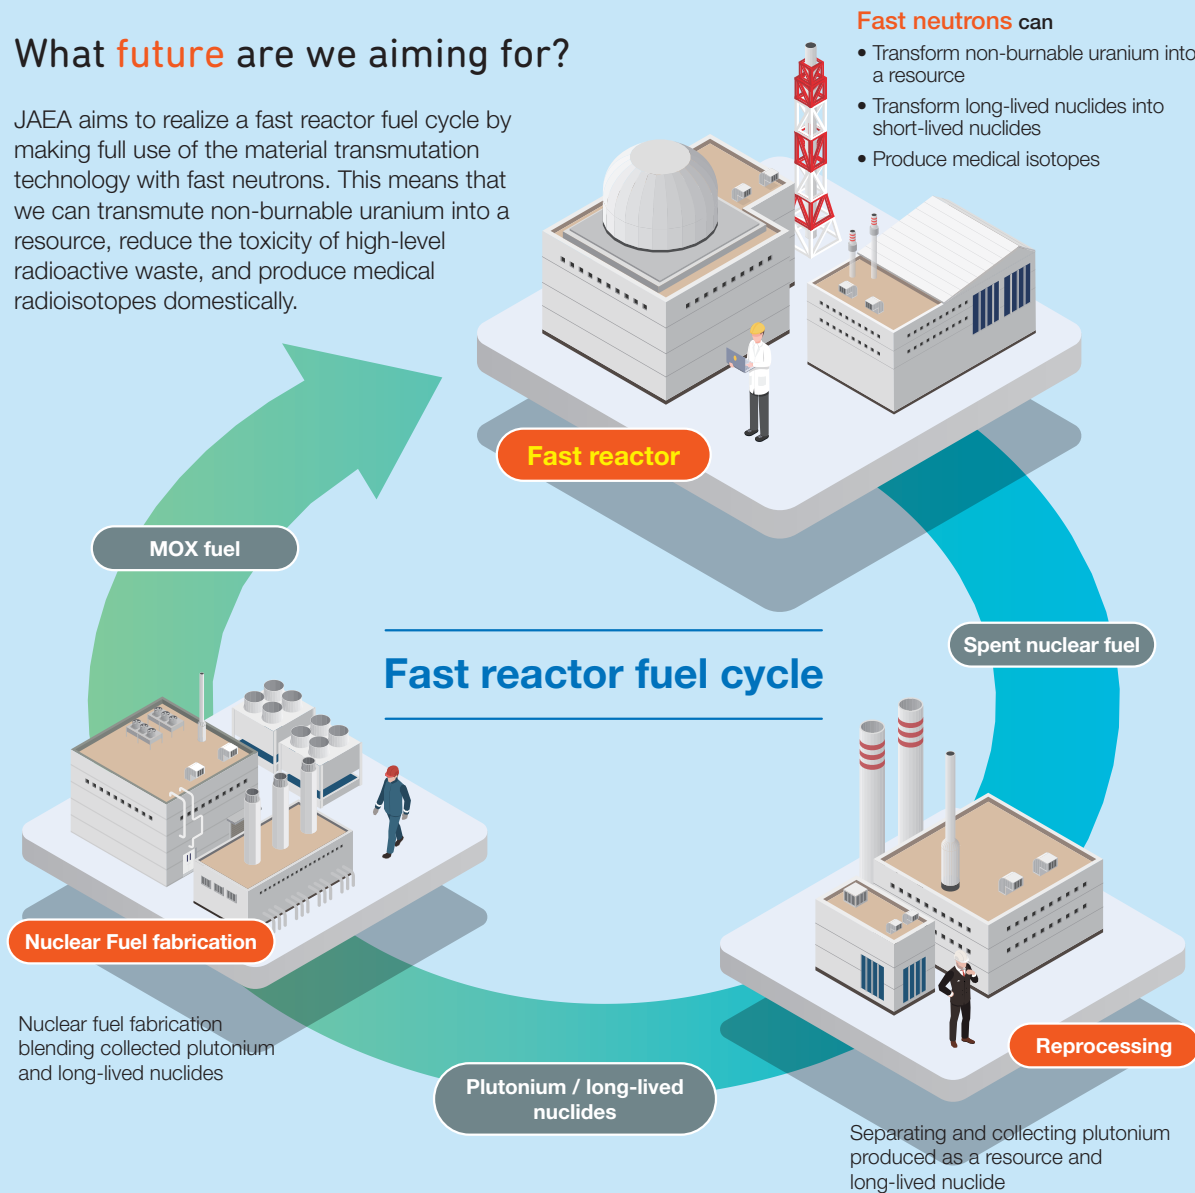 What future are we aiming for?
JAEA aims to realize a fast reactor fuel cycle by
making full use of the material transmutation
technology with fast neutrons. This means that
we can transmute non-burnable uranium into a
resource, reduce the toxicity of high-level
radioactive waste, and produce medical
radioisotopes domestically.
Fast neutrons can
• Transform non-burnable uranium into
a resource
• Transform long-lived nuclides into
short-lived nuclides
• Produce medical isotopes
Fast reactor
MOX fuel
Spent nuclear fuel
Fast reactor fuel cycle
Nuclear Fuel fabrication
Nuclear fuel fabrication
blending collected plutonium
and long-lived nuclides
Plutonium / long-lived
nuclides
Reprocessing
Separating and collecting plutonium
produced as a resource and
long-lived nuclide